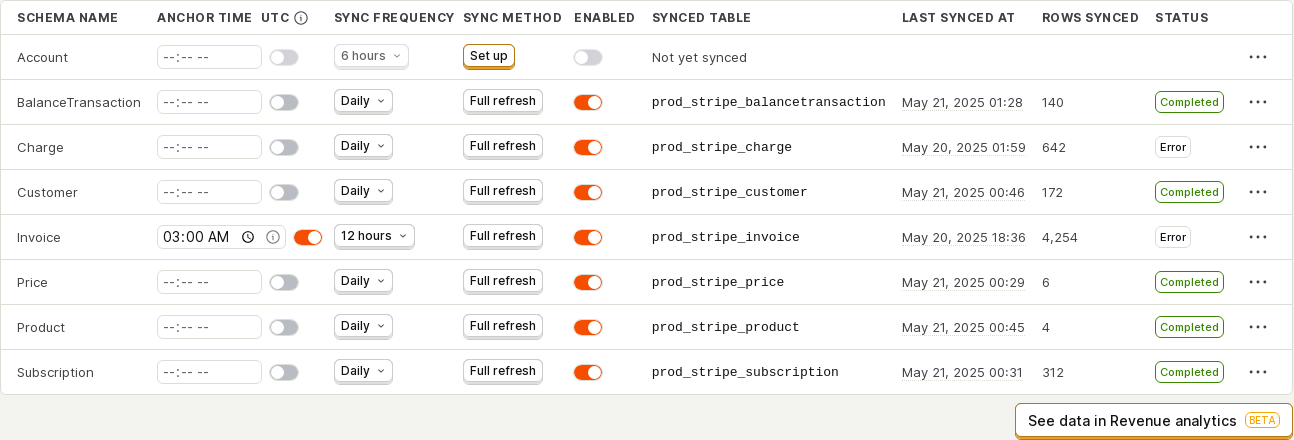 SCHEMA NAME ANCHOR TIME UTC SYNC FREQUENCY SYNC METHOD ENABLED SYNCED TABLE LAST SYNCED AT ROWS SYNCED STATUS
Account --:-- -- 6 hours Set up Not yet synced
BalanceTransaction --:-- -- Daily Full refresh prod_stripe_balancetransaction May 21, 2025 01:28 140 Completed
Charge --:-- -- Daily Full refresh prod_stripe_charge May 20, 2025 01:59 642 Error
Customer --:-- -- Daily Full refresh prod_stripe_customer May 21, 2025 00:46 172 Completed
Invoice 03:00 AM 12 hours Full refresh prod_stripe_invoice May 20, 2025 18:36 4,254 Error
Price --:-- -- Daily Full refresh prod_stripe_price May 21, 2025 00:29 6 Completed
Product --:-- -- Daily Full refresh prod_stripe_product May 21, 2025 00:45 4 Completed
Subscription --:-- -- Daily Full refresh prod_stripe_subscription May 21, 2025 00:31 312 Completed
See data in Revenue analytics BETA